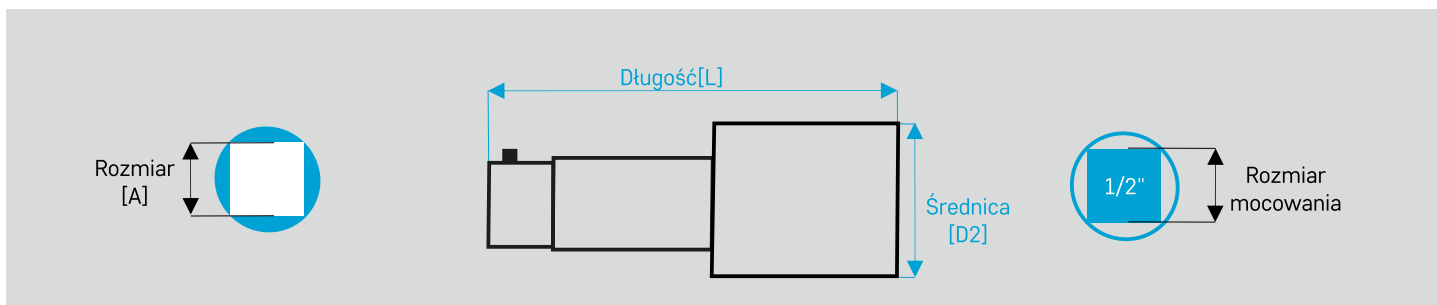 Długość[L]
Rozmiar
[A]
Średnica
[D2]
1/2"
Rozmiar
mocowania